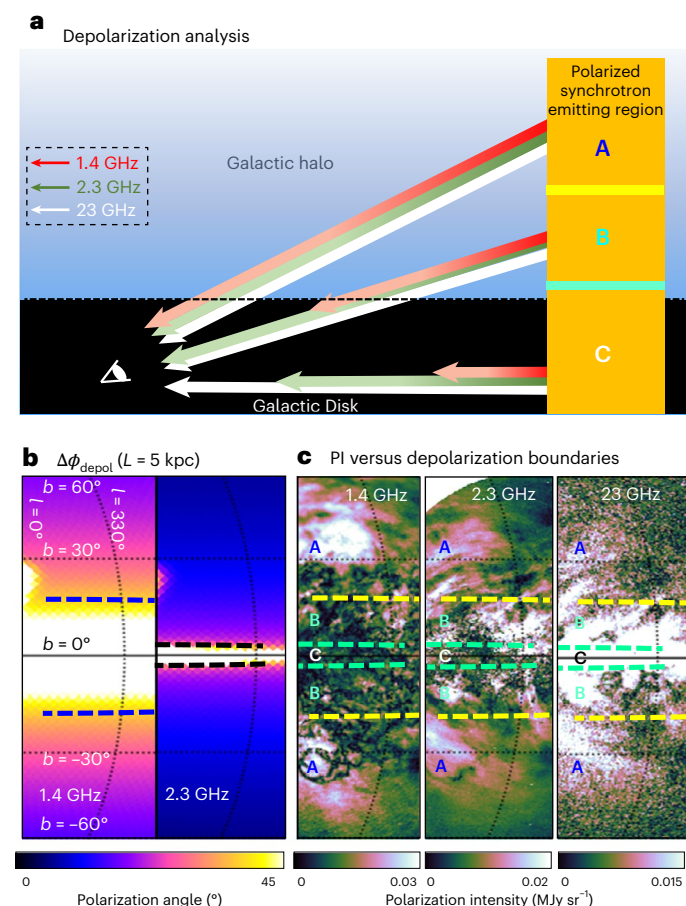 a
Depolarization analysis
Polarized
synchrotron
emitting region
A
1.4 GHz
2.3 GHz
23 GHz
Galactic halo
B
C
Galactic Disk
b Δϕdepol (L = 5 kpc)
b = 60°
l = 0°
l = 330°
b = 30°
b = 0°
b = –30°
1.4 GHz
b = –60°
2.3 GHz
0 45
Polarization angle (°)
c PI versus depolarization boundaries
1.4 GHz
A
B
C
B
A
2.3 GHz
A
B
C
B
A
23 GHz
A
B
C
B
A
0 0.03
0 0.02
0 0.015
Polarization intensity (MJy sr⁻¹)